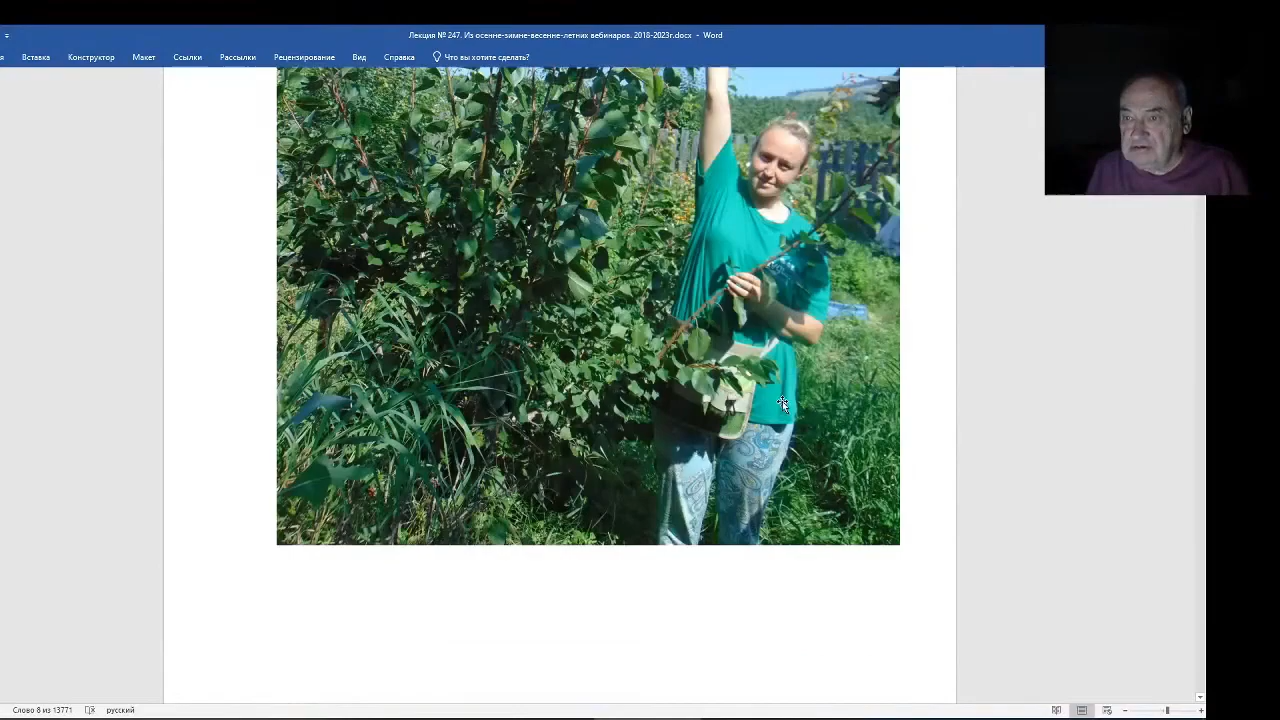 Лекция № 247. Из осенне-зимне-весенне-летних вебинаров. 2018-2023г.docx - Word
я Вставка Конструктор Макет Ссылки Рассылки Рецензирование Вид Справка Что вы хотите сделать?
Слово 8 из 13771 русский